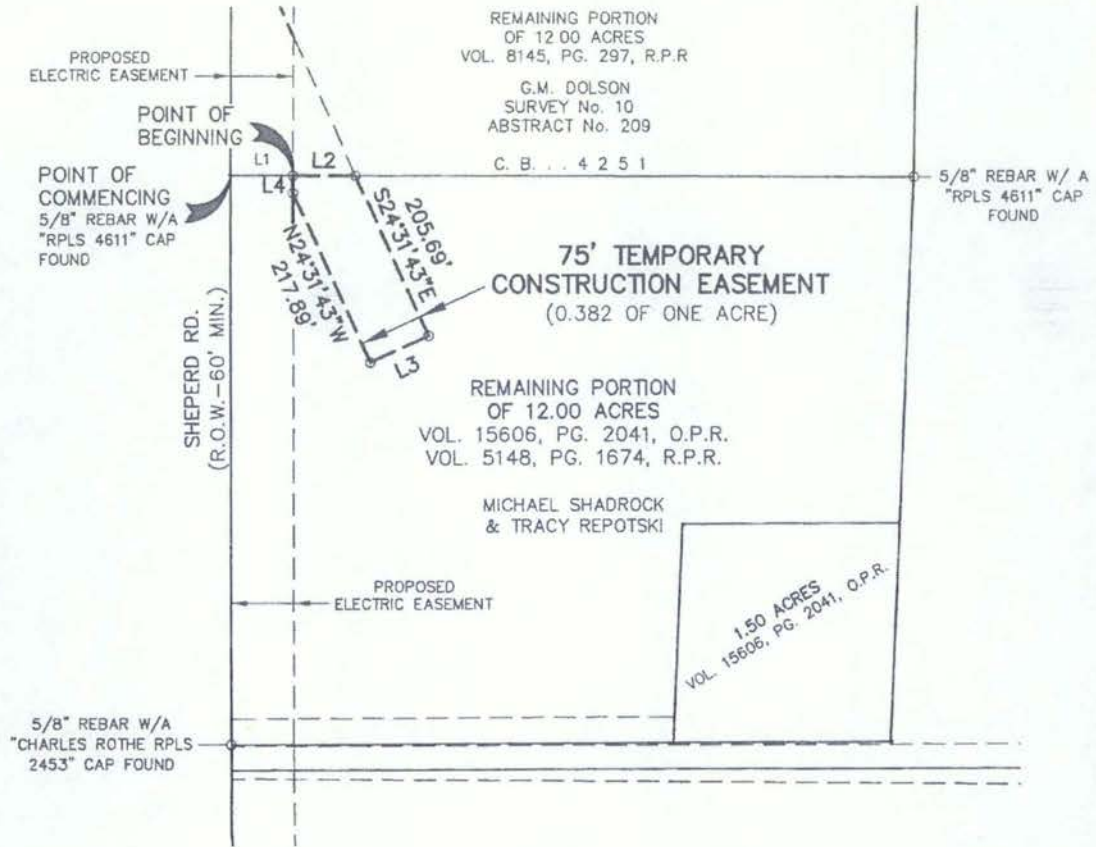 REMAINING PORTION
OF 12.00 ACRES
VOL. 8145, PG. 297, R.P.R
G.M. DOLSON
SURVEY No. 10
ABSTRACT No. 209
C. B. . . 4 2 5 1
PROPOSED
ELECTRIC EASEMENT
POINT OF
BEGINNING
L1
L2
L4
POINT OF
COMMENCING
5/8" REBAR W/A
"RPLS 4611" CAP
FOUND
5/8" REBAR W/ A
"RPLS 4611" CAP
FOUND
205.69'
S24°31'43"E
N24°31'43"W
217.89'
L3
75' TEMPORARY
CONSTRUCTION EASEMENT
(0.382 OF ONE ACRE)
SHEPERD RD.
(R.O.W.-60' MIN.)
REMAINING PORTION
OF 12.00 ACRES
VOL. 15606, PG. 2041, O.P.R.
VOL. 5148, PG. 1674, R.P.R.
MICHAEL SHADROCK
& TRACY REPOTSKI
PROPOSED
ELECTRIC EASEMENT
1.50 ACRES
VOL. 15606, PG. 2041, O.P.R.
5/8" REBAR W/A
"CHARLES ROTHE RPLS
2453" CAP FOUND